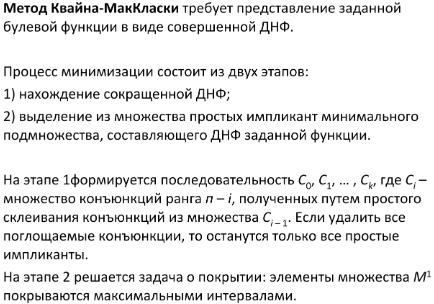 Метод Квайна-МакКласки требует представление заданной
булевой функции в виде совершенной ДНФ.
Процесс минимизации состоит из двух этапов:
1) нахождение сокращенной ДНФ;
2) выделение из множества простых импликант минимального
подмножества, составляющего ДНФ заданной функции.
На этапе 1формируется последовательность C₀, C₁, … , Cₖ, где Cᵢ –
множество конъюнкций ранга n – i, полученных путем простого
склеивания конъюнкций из множества Cᵢ ₋ ₁. Если удалить все
поглощаемые конъюнкции, то останутся только все простые
импликанты.
На этапе 2 решается задача о покрытии: элементы множества M¹
покрываются максимальными интервалами.